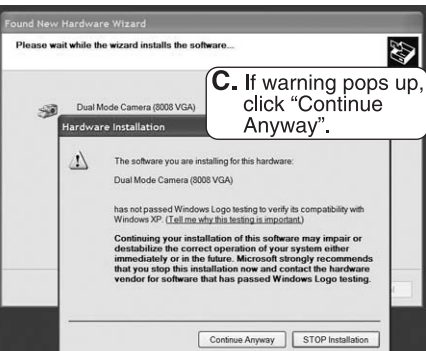 Found New Hardware Wizard
Please wait while the wizard installs the software...
C. If warning pops up,
click “Continue
Anyway”.
Dual Mode Camera (8008 VGA)
Hardware Installation
The software you are installing for this hardware:
Dual Mode Camera (8008 VGA)
has not passed Windows Logo testing to verify its compatibility with
Windows XP. (Tell me why this testing is important.)
Continuing your installation of this software may impair or
destabilize the correct operation of your system either
immediately or in the future. Microsoft strongly recommends
that you stop this installation now and contact the hardware
vendor for software that has passed Windows Logo testing.
Continue Anyway
STOP Installation